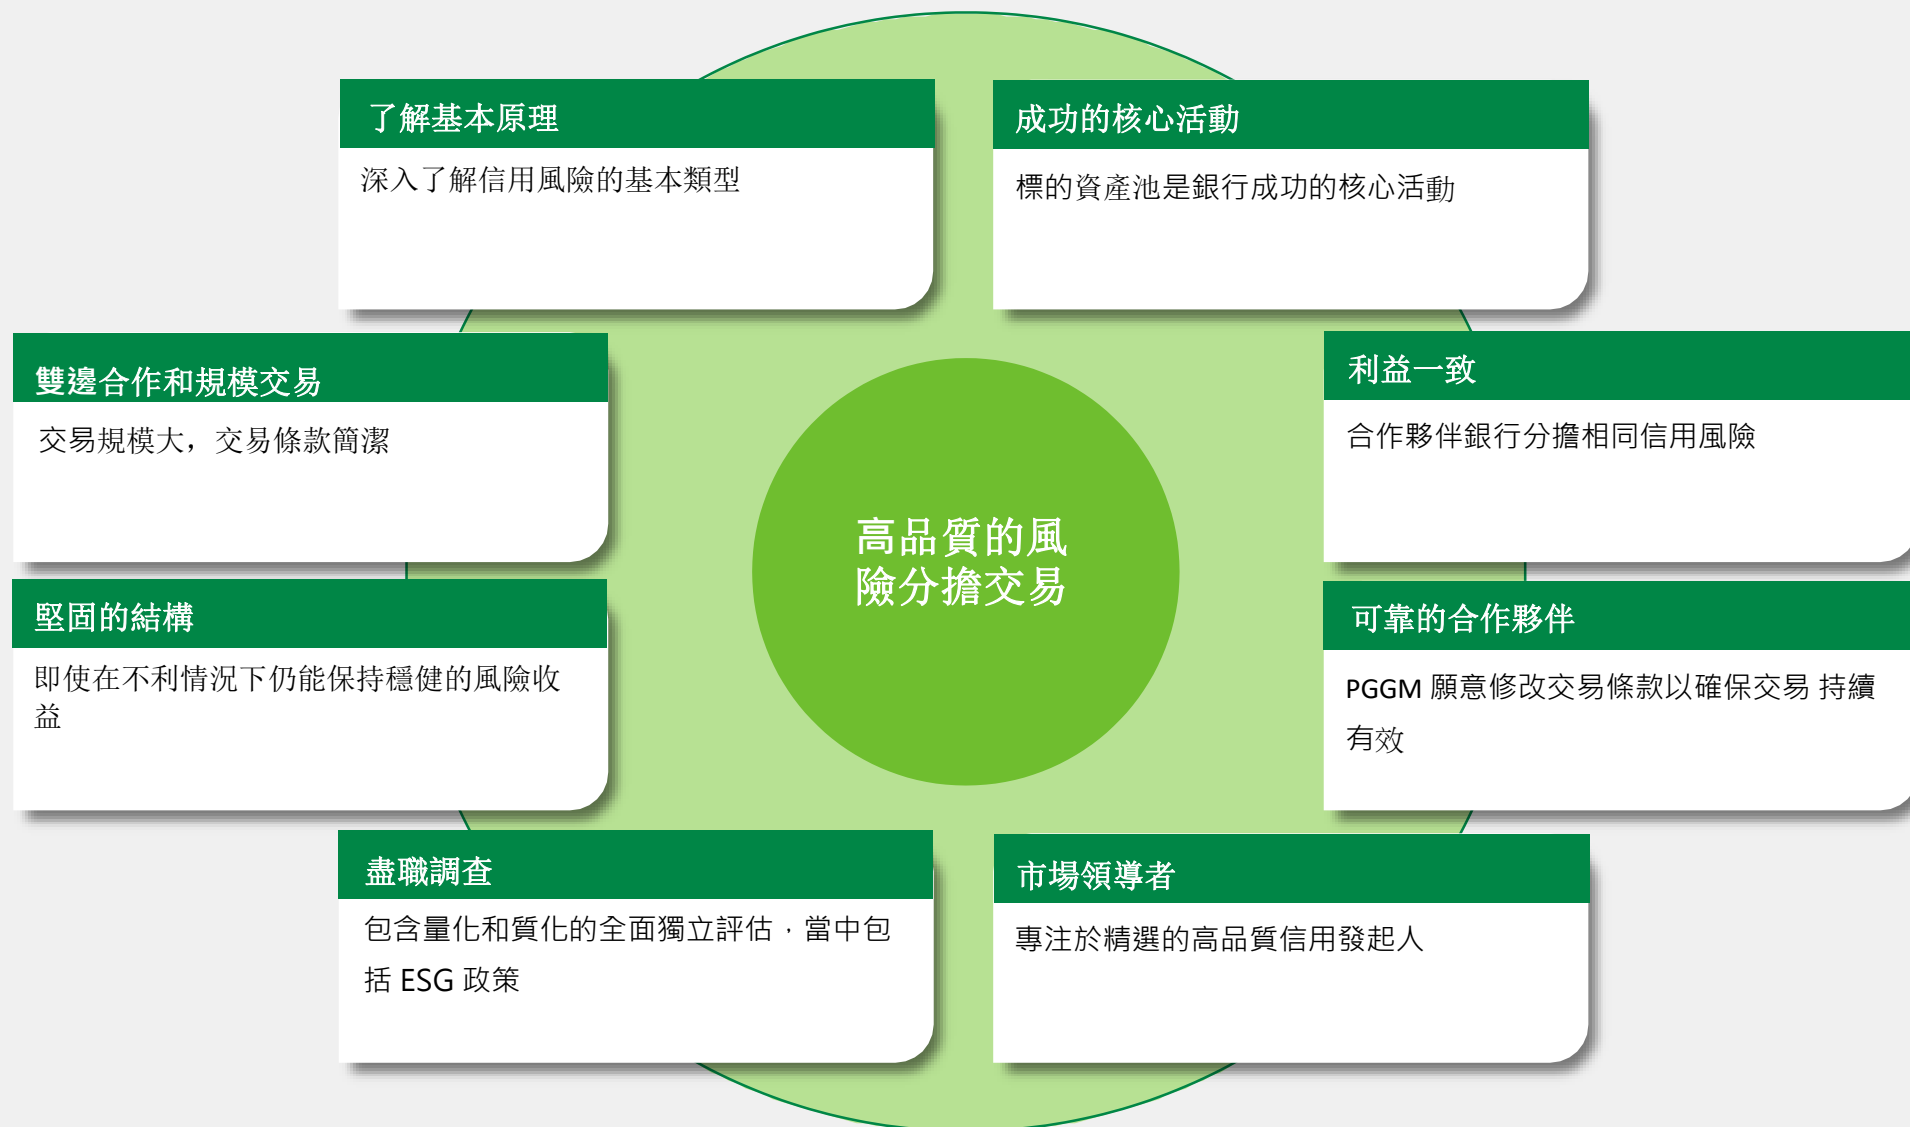 了解基本原理
深入了解信用風險的基本類型
成功的核心活動
標的資產池是銀行成功的核心活動
雙邊合作和規模交易
交易規模大，交易條款簡潔
利益一致
合作夥伴銀行分擔相同信用風險
高品質的風
險分擔交易
堅固的結構
即使在不利情況下仍能保持穩健的風險收
益
可靠的合作夥伴
PGGM 願意修改交易條款以確保交易 持續
有效
盡職調查
包含量化和質化的全面獨立評估，當中包
括 ESG 政策
市場領導者
專注於精選的高品質信用發起人